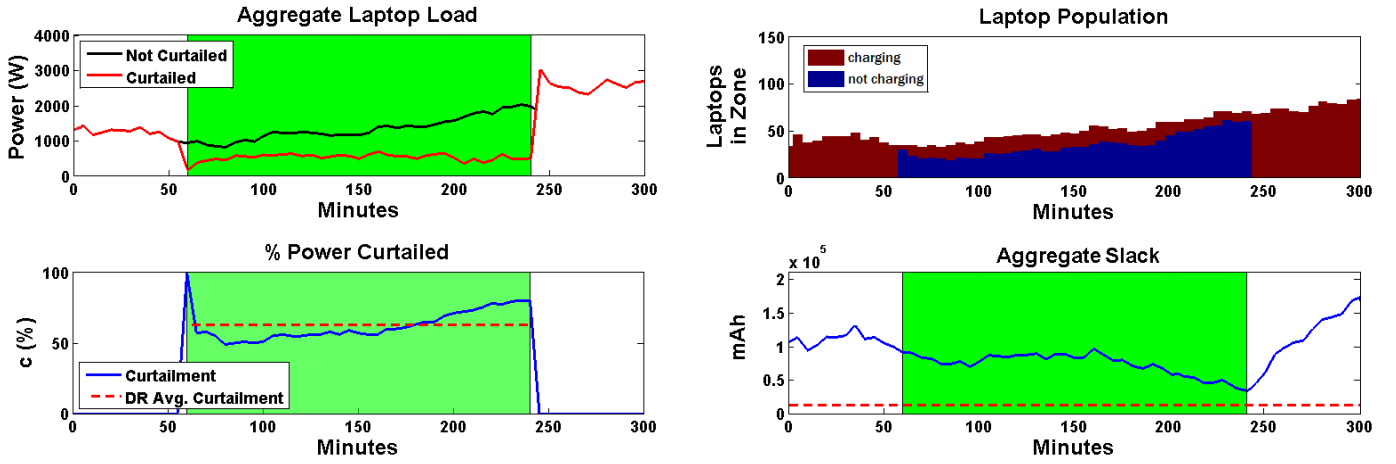 Aggregate Laptop Load
Power (W)
4000
3000
2000
1000
0
Not Curtailed
Curtailed
0 50 100 150 200 250 300
Minutes
Laptop Population
Laptops
in Zone
150
100
50
0
charging
not charging
0 50 100 150 200 250 300
Minutes
% Power Curtailed
c (%)
100
50
0
Curtailment
DR Avg. Curtailment
0 50 100 150 200 250 300
Minutes
Aggregate Slack
x 10^5
mAh
2
1.5
1
0.5
0
0 50 100 150 200 250 300
Minutes